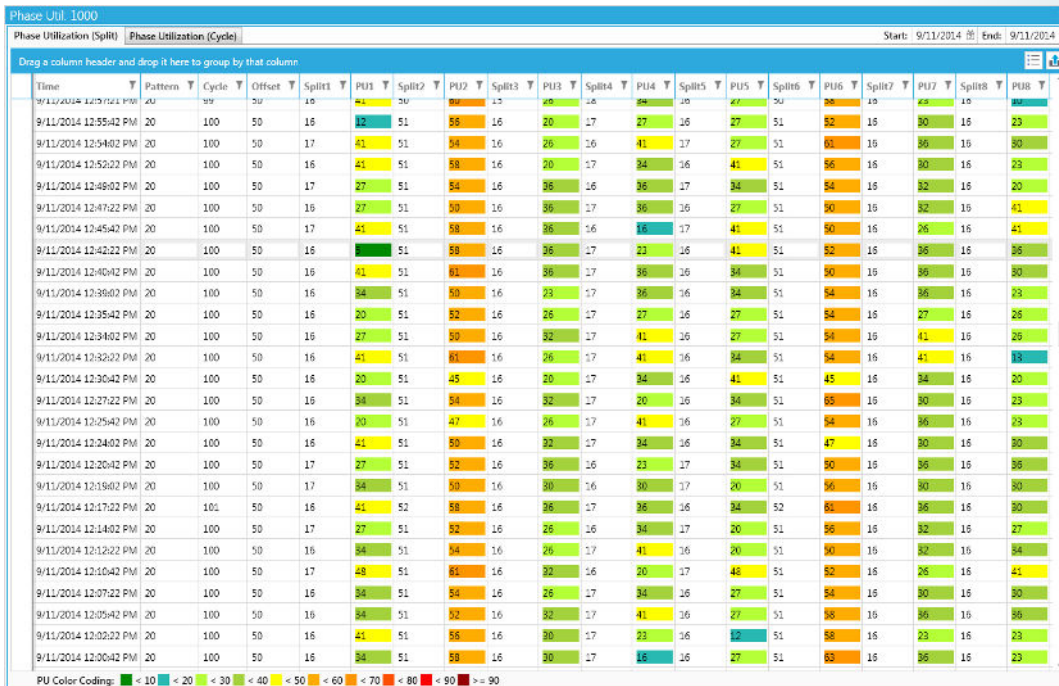 Phase Util. 1000
Phase Utilization (Split) Phase Utilization (Cycle) Start: 9/11/2014 End: 9/11/2014
Drag a column header and drop it here to group by that column
Time Pattern Cycle Offset Split1 PU1 Split2 PU2 Split3 PU3 Split4 PU4 Split5 PU5 Split6 PU6 Split7 PU7 Split8 PU8
9/11/2014 12:57:21 PM 20 99 50 16 41 50 60 15 26 18 34 16 27 50 58 16 23 16 10
9/11/2014 12:55:42 PM 20 100 50 16 12 51 56 16 20 17 27 16 27 51 52 16 30 16 23
9/11/2014 12:54:02 PM 20 100 50 17 41 51 54 16 26 16 41 17 27 51 61 16 36 16 30
9/11/2014 12:52:22 PM 20 100 50 16 41 51 58 16 20 17 34 16 41 51 56 16 30 16 23
9/11/2014 12:49:02 PM 20 100 50 17 27 51 54 16 36 16 36 17 34 51 54 16 32 16 20
9/11/2014 12:47:22 PM 20 100 50 16 27 51 50 16 36 17 36 16 27 51 50 16 32 16 41
9/11/2014 12:45:42 PM 20 100 50 17 41 51 58 16 36 16 16 17 41 51 50 16 26 16 41
9/11/2014 12:42:22 PM 20 100 50 16 5 51 58 16 36 17 23 16 41 51 52 16 36 16 36
9/11/2014 12:40:42 PM 20 100 50 16 41 51 61 16 36 17 36 16 34 51 50 16 36 16 30
9/11/2014 12:39:02 PM 20 100 50 16 34 51 50 16 23 17 36 16 34 51 54 16 36 16 23
9/11/2014 12:35:42 PM 20 100 50 16 20 51 52 16 26 17 27 16 27 51 54 16 27 16 26
9/11/2014 12:34:02 PM 20 100 50 16 27 51 50 16 32 17 41 16 27 51 54 16 41 16 26
9/11/2014 12:32:22 PM 20 100 50 16 41 51 61 16 26 17 41 16 34 51 54 16 41 16 13
9/11/2014 12:30:42 PM 20 100 50 16 20 51 45 16 20 17 34 16 41 51 45 16 34 16 20
9/11/2014 12:27:22 PM 20 100 50 16 34 51 54 16 32 17 20 16 34 51 65 16 30 16 23
9/11/2014 12:25:42 PM 20 100 50 16 20 51 47 16 26 17 41 16 27 51 54 16 36 16 23
9/11/2014 12:24:02 PM 20 100 50 16 41 51 50 16 32 17 34 16 34 51 47 16 30 16 30
9/11/2014 12:20:42 PM 20 100 50 17 27 51 52 16 36 16 23 17 34 51 50 16 36 16 36
9/11/2014 12:19:02 PM 20 100 50 17 34 51 50 16 30 16 30 17 20 51 56 16 30 16 30
9/11/2014 12:17:22 PM 20 101 50 16 41 52 58 16 36 17 36 16 34 52 61 16 36 16 30
9/11/2014 12:14:02 PM 20 100 50 17 27 51 52 16 26 16 34 17 20 51 56 16 32 16 27
9/11/2014 12:12:22 PM 20 100 50 16 34 51 54 16 26 17 41 16 20 51 50 16 32 16 34
9/11/2014 12:10:42 PM 20 100 50 17 48 51 61 16 32 16 20 17 48 51 52 16 26 16 41
9/11/2014 12:07:22 PM 20 100 50 16 34 51 54 16 26 17 34 16 27 51 54 16 30 16 30
9/11/2014 12:05:42 PM 20 100 50 16 34 51 52 16 32 17 41 16 27 51 58 16 36 16 36
9/11/2014 12:02:22 PM 20 100 50 16 41 51 56 16 30 17 23 16 12 51 58 16 23 16 23
9/11/2014 12:00:42 PM 20 100 50 16 34 51 58 16 30 17 16 16 27 51 63 16 36 16 23
PU Color Coding: < 10 < 20 < 30 < 40 < 50 < 60 < 70 < 80 < 90 >= 90